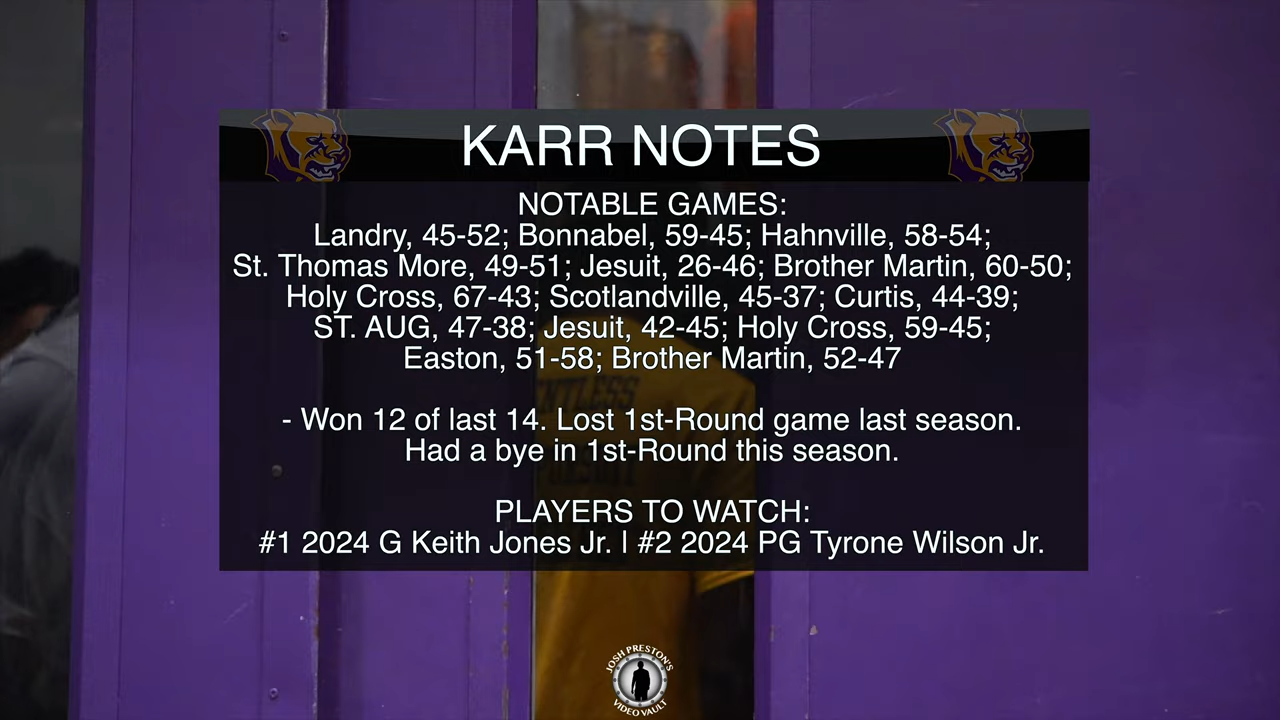 KARR NOTES
NOTABLE GAMES:
Landry, 45-52; Bonnabel, 59-45; Hahnville, 58-54;
St. Thomas More, 49-51; Jesuit, 26-46; Brother Martin, 60-50;
Holy Cross, 67-43; Scotlandville, 45-37; Curtis, 44-39;
ST. AUG, 47-38; Jesuit, 42-45; Holy Cross, 59-45;
Easton, 51-58; Brother Martin, 52-47
- Won 12 of last 14. Lost 1st-Round game last season.
Had a bye in 1st-Round this season.
PLAYERS TO WATCH:
#1 2024 G Keith Jones Jr. | #2 2024 PG Tyrone Wilson Jr.
JOSH PRESTON'S
VIDEO VAULT